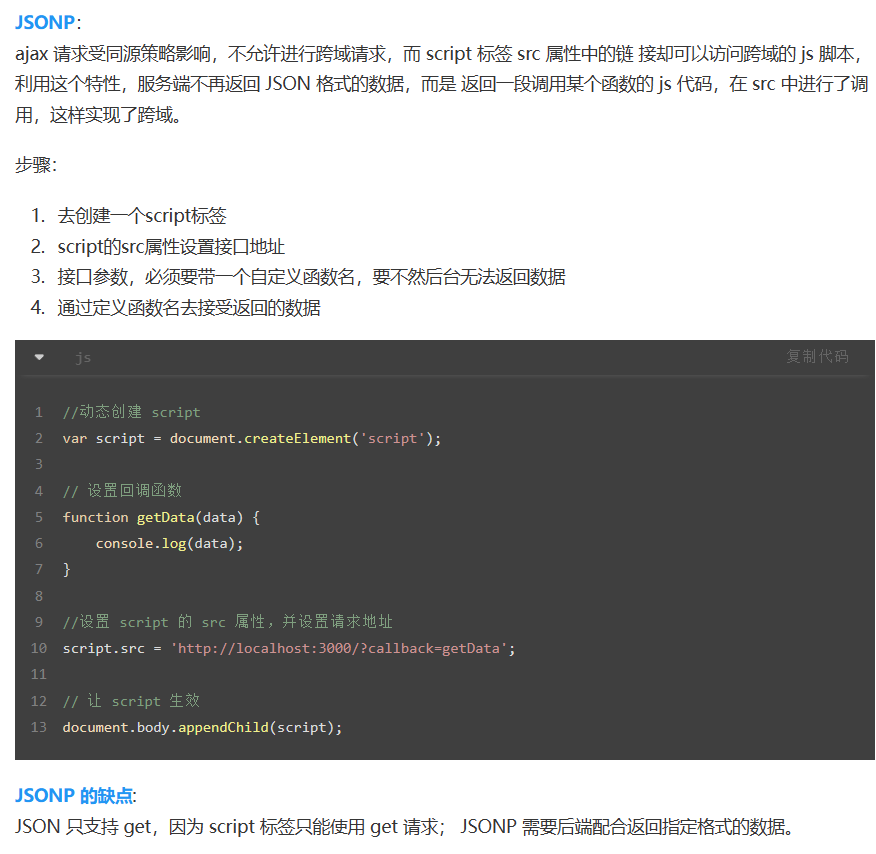 JSONP：
ajax 请求受同源策略影响，不允许进行跨域请求，而 script 标签 src 属性中的链 接却可以访问跨域的 js 脚本，
利用这个特性，服务端不再返回 JSON 格式的数据，而是 返回一段调用某个函数的 js 代码，在 src 中进行了调
用，这样实现了跨域。
步骤：
1. 去创建一个script标签
2. script的src属性设置接口地址
3. 接口参数，必须要带一个自定义函数名，要不然后台无法返回数据
4. 通过定义函数名去接受返回的数据
js 复制代码
1 //动态创建 script
2 var script = document.createElement('script');
3
4 // 设置回调函数
5 function getData(data) {
6     console.log(data);
7 }
8
9 //设置 script 的 src 属性，并设置请求地址
10 script.src = 'http://localhost:3000/?callback=getData';
11
12 // 让 script 生效
13 document.body.appendChild(script);
JSONP 的缺点:
JSON 只支持 get，因为 script 标签只能使用 get 请求； JSONP 需要后端配合返回指定格式的数据。